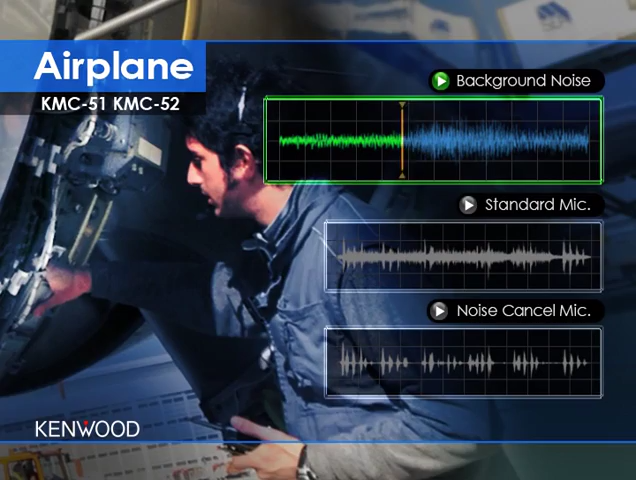 Airplane
KMC-51 KMC-52
Background Noise
Standard Mic.
Noise Cancel Mic.
KENWOOD